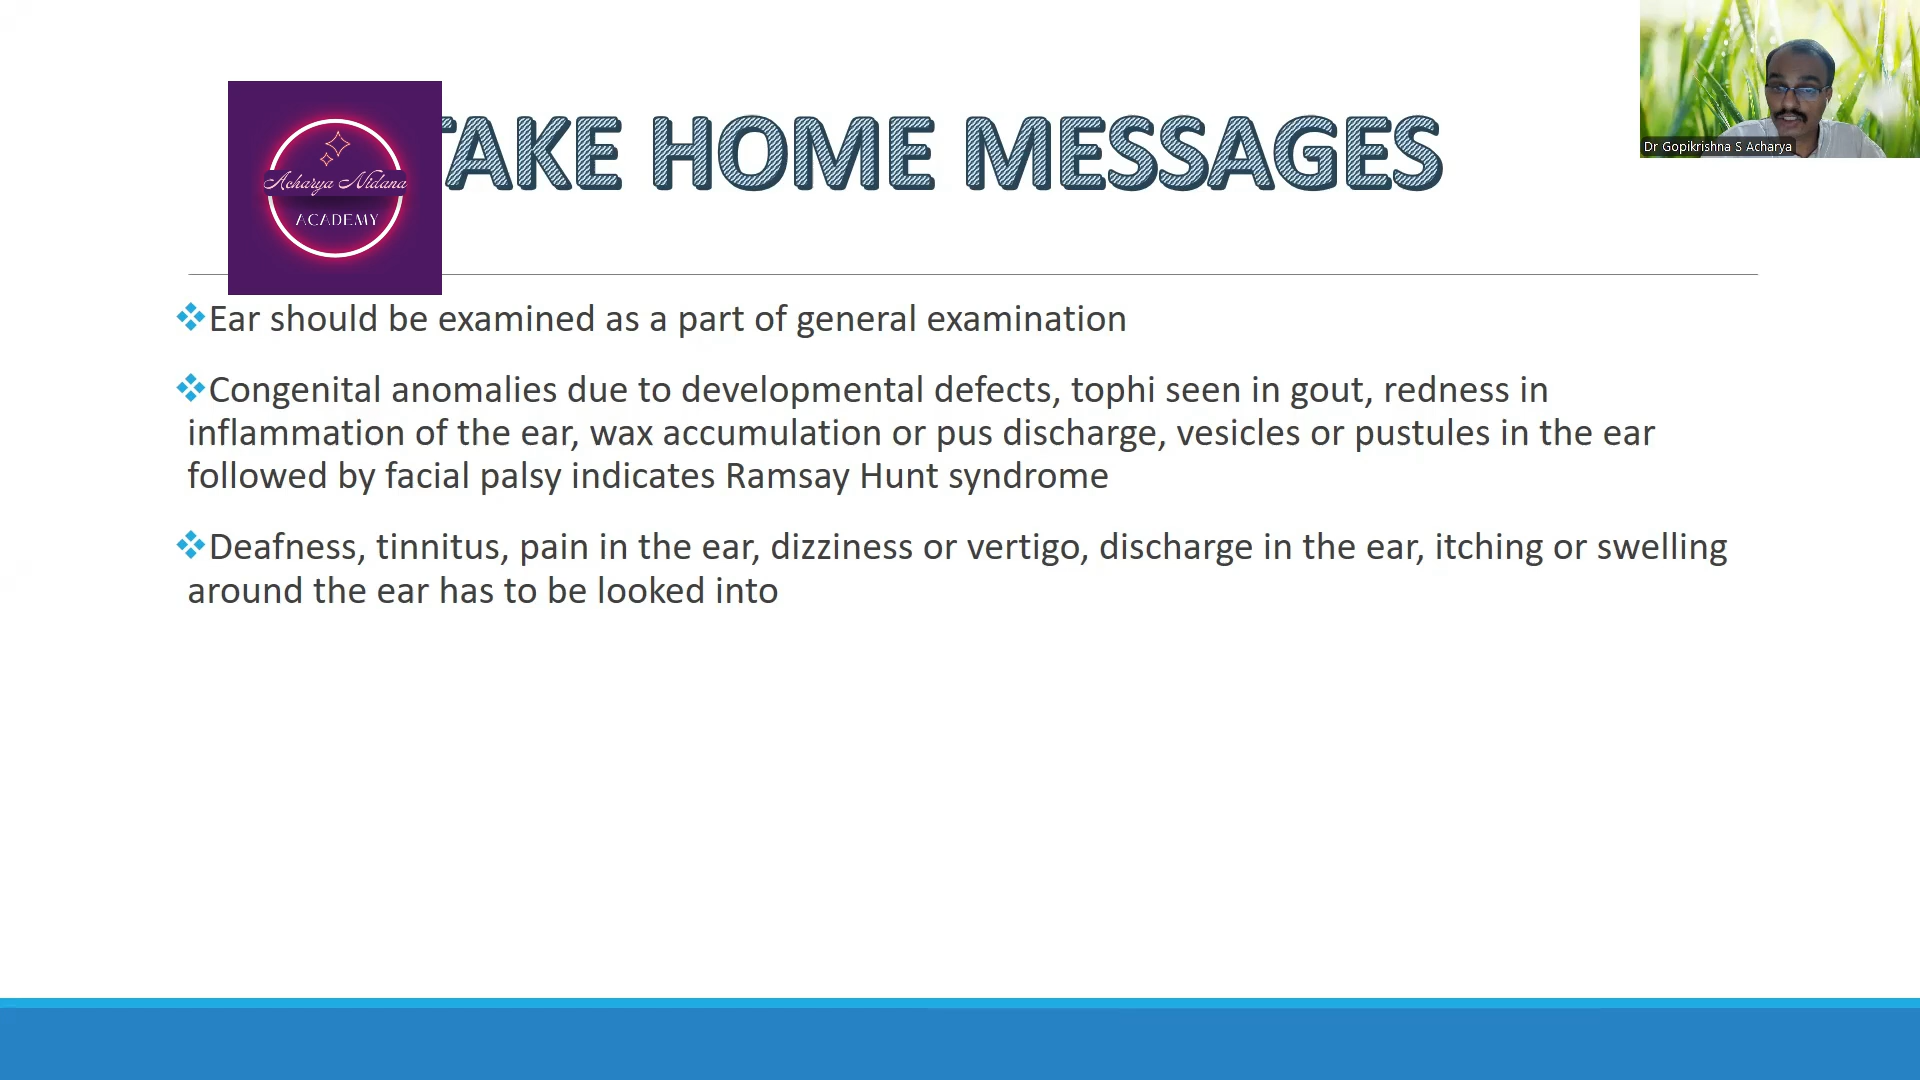 TAKE HOME MESSAGES
Acharya Nidana
ACADEMY
Dr Gopikrishna S Acharya
Ear should be examined as a part of general examination
Congenital anomalies due to developmental defects, tophi seen in gout, redness in
inflammation of the ear, wax accumulation or pus discharge, vesicles or pustules in the ear
followed by facial palsy indicates Ramsay Hunt syndrome
Deafness, tinnitus, pain in the ear, dizziness or vertigo, discharge in the ear, itching or swelling
around the ear has to be looked into